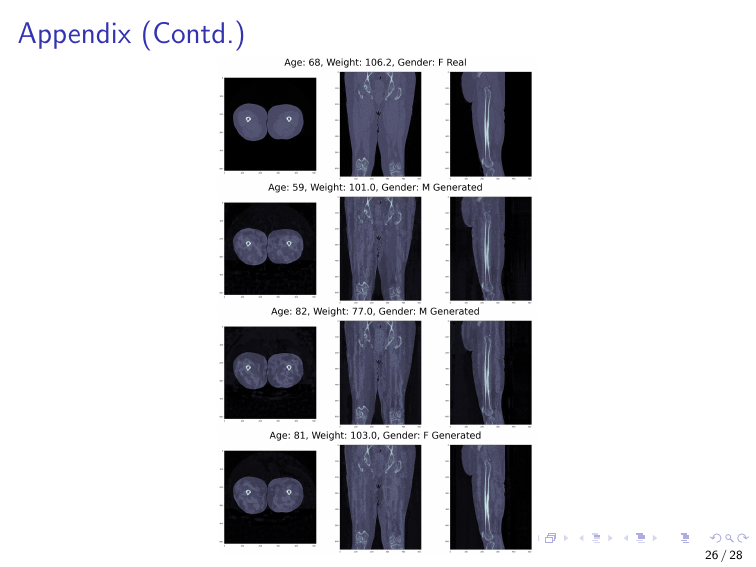 Appendix (Contd.)
Age: 68, Weight: 106.2, Gender: F Real
Age: 59, Weight: 101.0, Gender: M Generated
Age: 82, Weight: 77.0, Gender: M Generated
Age: 81, Weight: 103.0, Gender: F Generated
26 / 28